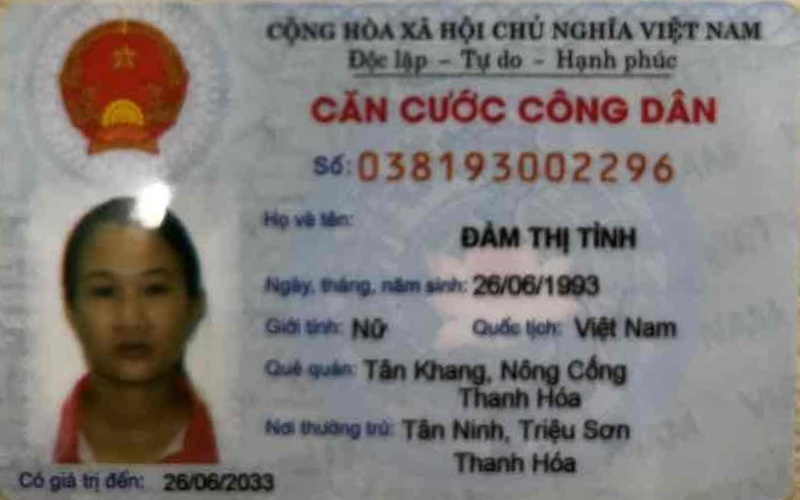 CỘNG HÒA XÃ HỘI CHỦ NGHĨA VIỆT NAM
Độc lập - Tự do - Hạnh phúc
CĂN CƯỚC CÔNG DÂN
Số: 038193002296
Họ và tên:
ĐÀM THỊ TÌNH
Ngày, tháng, năm sinh: 26/06/1993
Giới tính: Nữ Quốc tịch: Việt Nam
Quê quán: Tân Khang, Nông Cống
Thanh Hóa
Nơi thường trú: Tân Ninh, Triệu Sơn
Thanh Hóa
Có giá trị đến: 26/06/2033